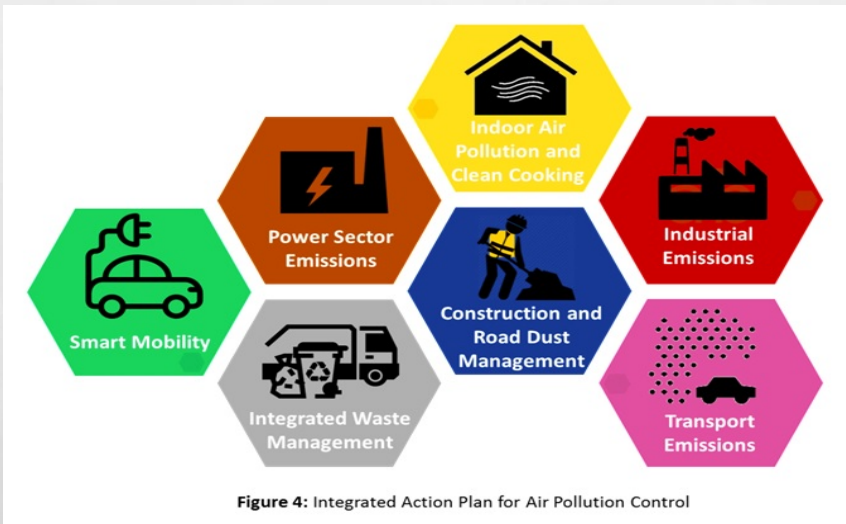 Indoor Air
Pollution and
Clean Cooking
Power Sector
Emissions
Industrial
Emissions
Smart Mobility
Construction and
Road Dust
Management
Integrated Waste
Management
Transport
Emissions
Figure 4: Integrated Action Plan for Air Pollution Control